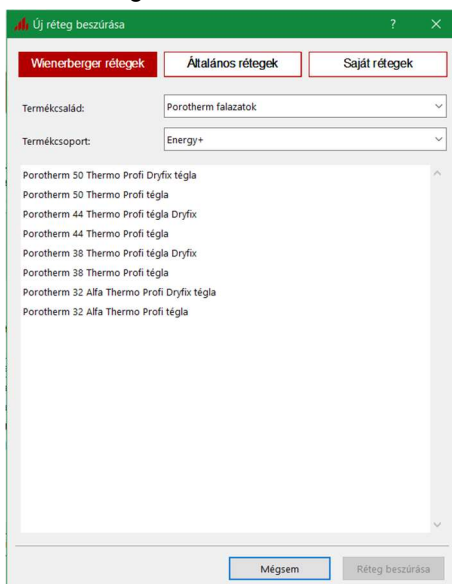 Új réteg beszúrása ? ×
Wienerberger rétegek Általános rétegek Saját rétegek
Termékcsalád: Porotherm falazatok
Termékcsoport: Energy+
Porotherm 50 Thermo Profi Dryfix tégla
Porotherm 50 Thermo Profi tégla
Porotherm 44 Thermo Profi tégla Dryfix
Porotherm 44 Thermo Profi tégla
Porotherm 38 Thermo Profi tégla Dryfix
Porotherm 38 Thermo Profi tégla
Porotherm 32 Alfa Thermo Profi Dryfix tégla
Porotherm 32 Alfa Thermo Profi tégla
Mégsem Réteg beszúrása